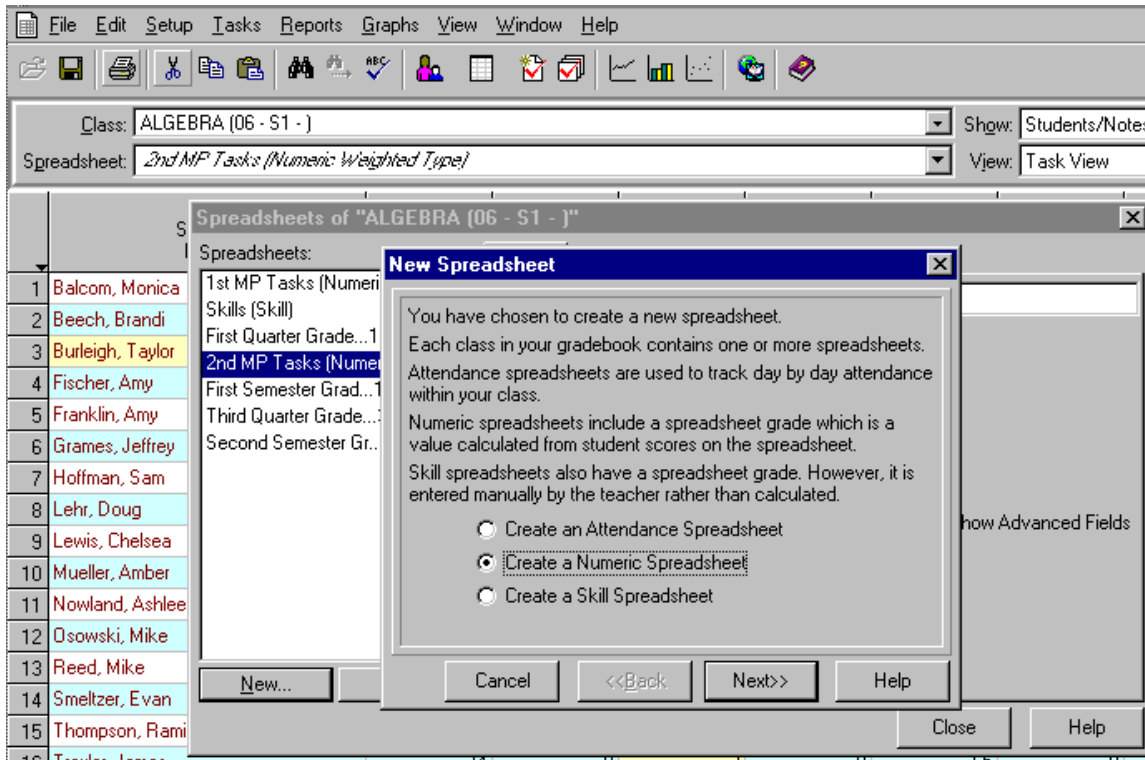 File Edit Setup Tasks Reports Graphs View Window Help
ABC
Class: ALGEBRA (06 - S1 - ) Show: Students/Notes
Spreadsheet: 2nd MP Tasks (Numeric Weighted Type) View: Task View
Spreadsheets of "ALGEBRA (06 - S1 - )"
Spreadsheets:
1st MP Tasks (Numeri
Skills (Skill)
First Quarter Grade...1
2nd MP Tasks (Numer
First Semester Grad...1
Third Quarter Grade...
Second Semester Gr..
New...
1 Balcom, Monica
2 Beech, Brandi
3 Burleigh, Taylor
4 Fischer, Amy
5 Franklin, Amy
6 Grames, Jeffrey
7 Hoffman, Sam
8 Lehr, Doug
9 Lewis, Chelsea
10 Mueller, Amber
11 Nowland, Ashlee
12 Osowski, Mike
13 Reed, Mike
14 Smeltzer, Evan
15 Thompson, Rami
New Spreadsheet
You have chosen to create a new spreadsheet.
Each class in your gradebook contains one or more spreadsheets.
Attendance spreadsheets are used to track day by day attendance
within your class.
Numeric spreadsheets include a spreadsheet grade which is a
value calculated from student scores on the spreadsheet.
Skill spreadsheets also have a spreadsheet grade. However, it is
entered manually by the teacher rather than calculated.
Create an Attendance Spreadsheet
Create a Numeric Spreadsheet
Create a Skill Spreadsheet
Cancel <<Back Next>> Help
how Advanced Fields
Close Help